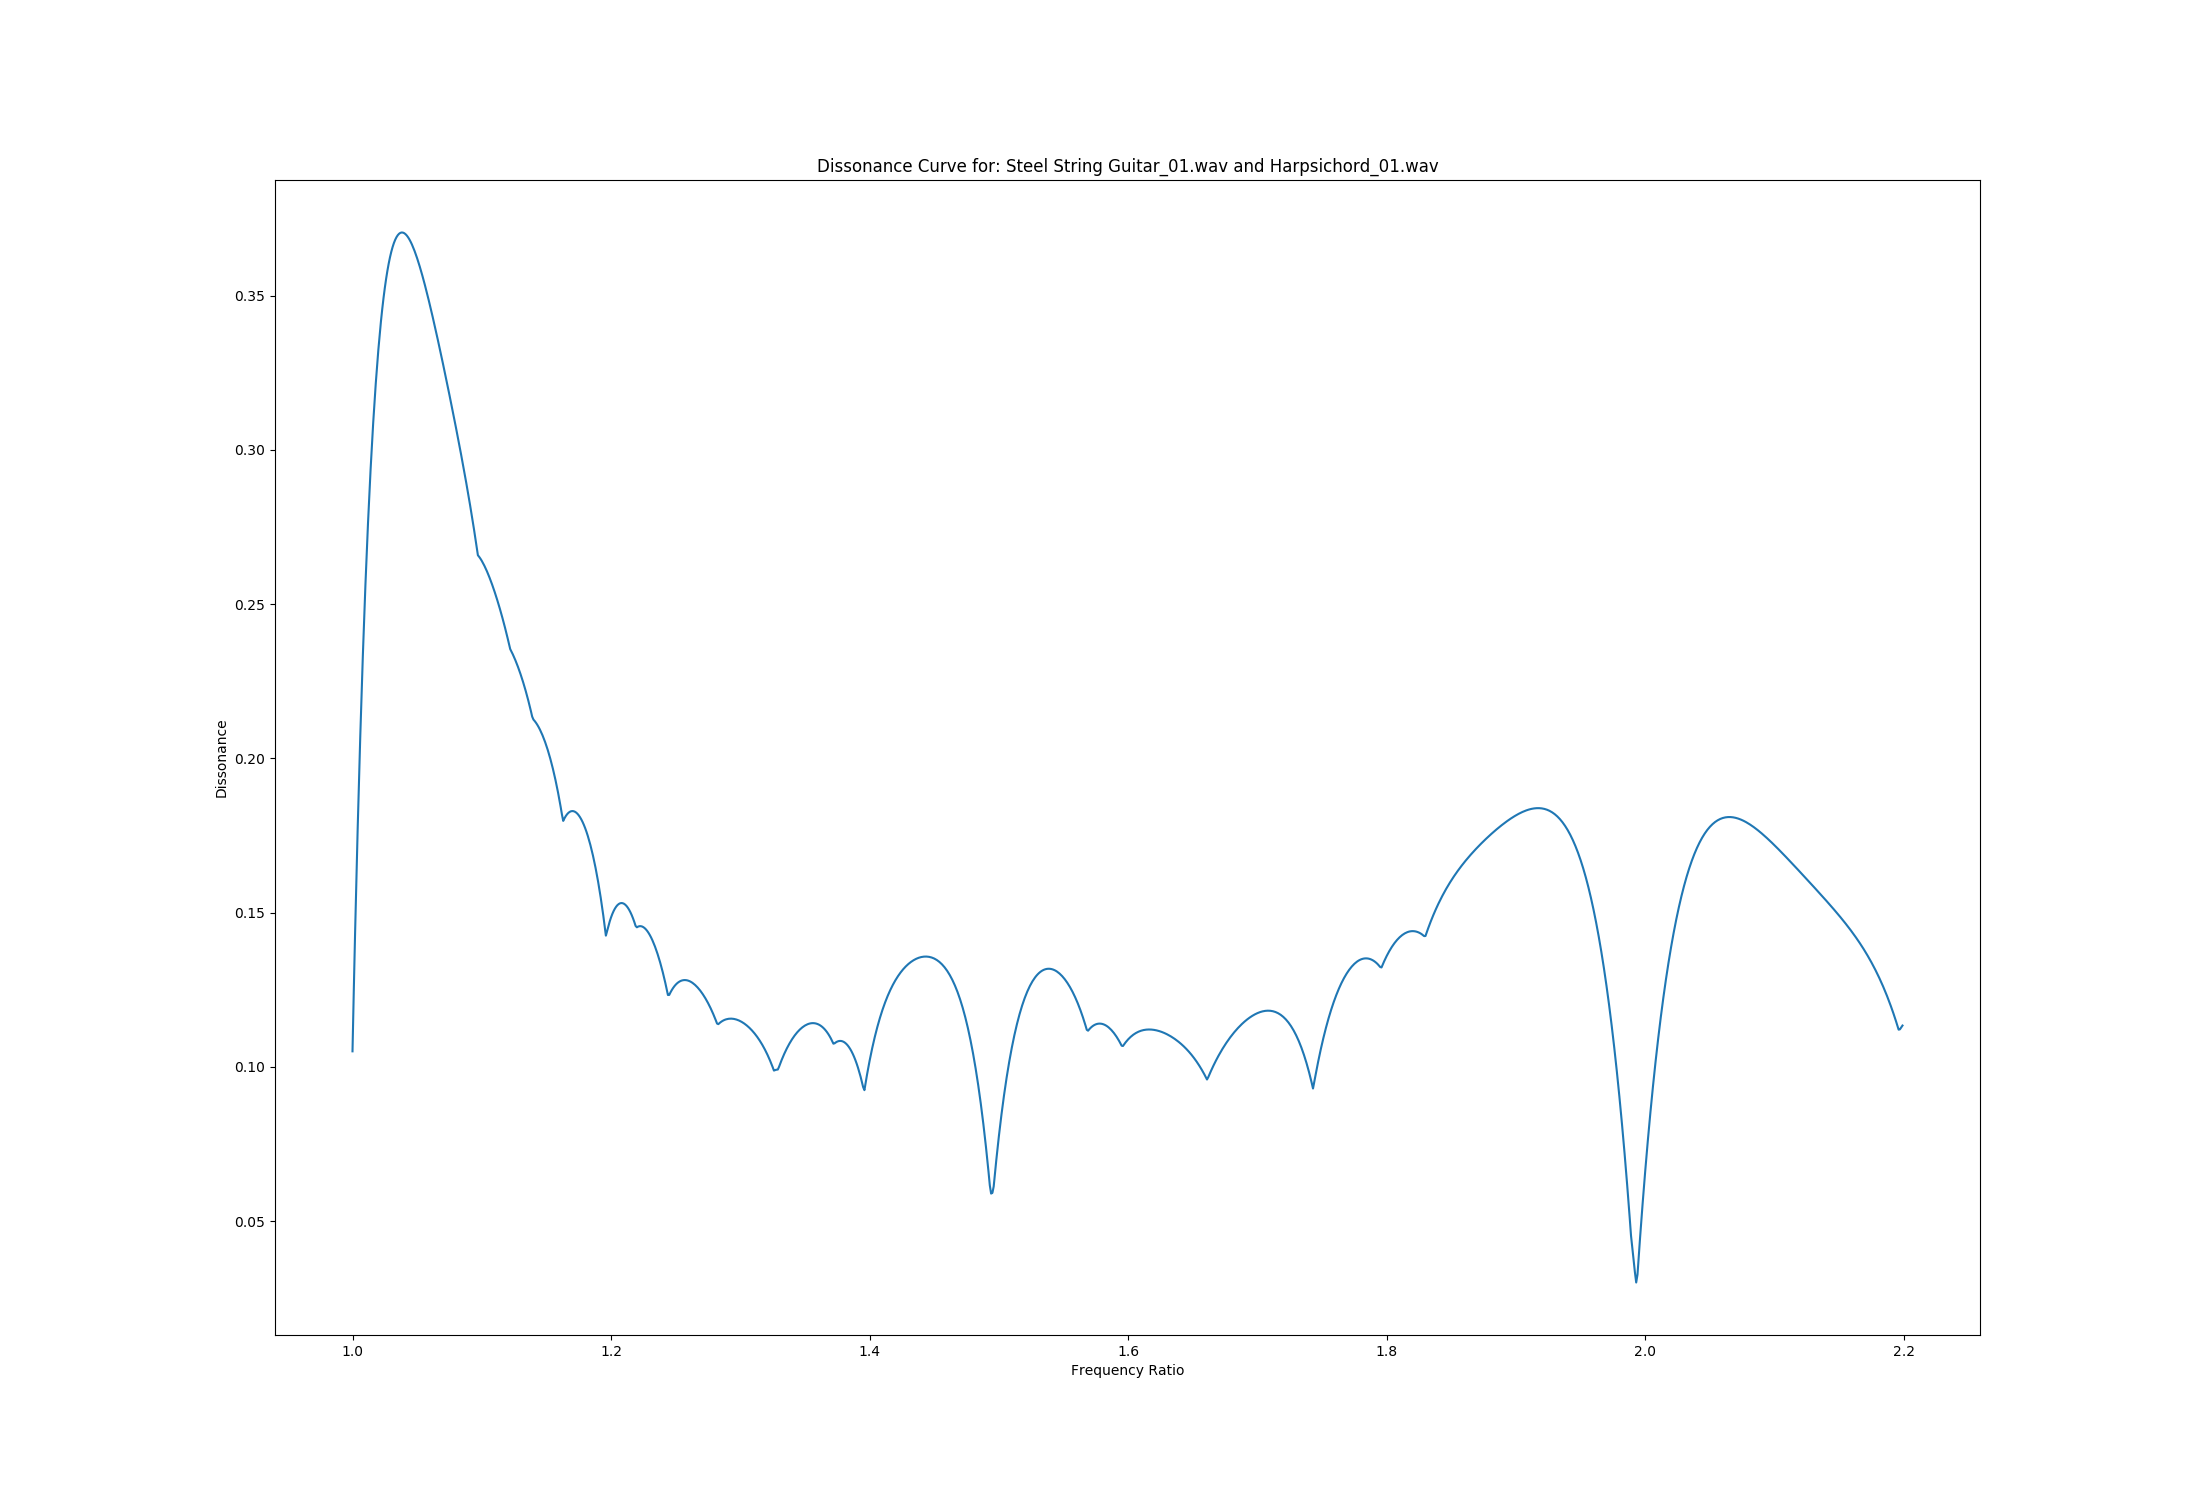 Dissonance Curve for: Steel String Guitar_01.wav and Harpsichord_01.wav
0.35
0.30
0.25
0.20
0.15
0.10
0.05
Dissonance
1.0 1.2 1.4 1.6 1.8 2.0 2.2
Frequency Ratio